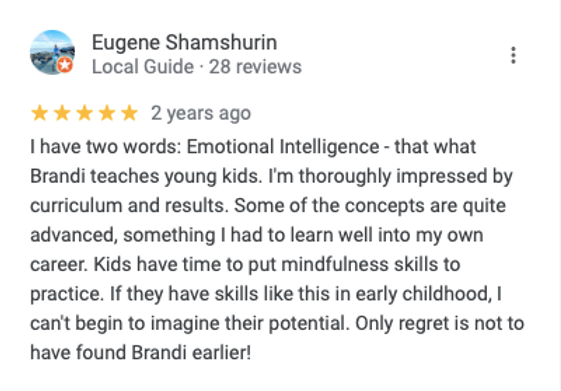 Eugene Shamshurin
Local Guide · 28 reviews
2 years ago
I have two words: Emotional Intelligence - that what
Brandi teaches young kids. I'm thoroughly impressed by
curriculum and results. Some of the concepts are quite
advanced, something I had to learn well into my own
career. Kids have time to put mindfulness skills to
practice. If they have skills like this in early childhood, I
can't begin to imagine their potential. Only regret is not to
have found Brandi earlier!